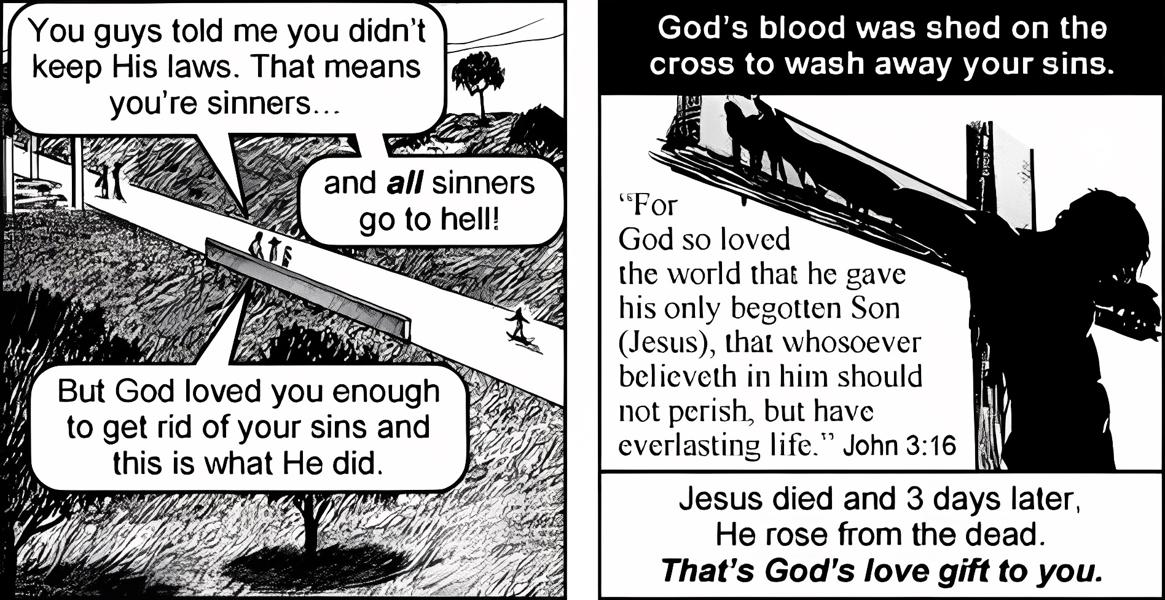 You guys told me you didn't
keep His laws. That means
you're sinners...
and all sinners
go to hell!
But God loved you enough
to get rid of your sins and
this is what He did.
God's blood was shed on the
cross to wash away your sins.
“For
God so loved
the world that he gave
his only begotten Son
(Jesus), that whosoever
believeth in him should
not perish, but have
everlasting life.” John 3:16
Jesus died and 3 days later,
He rose from the dead.
That's God's love gift to you.